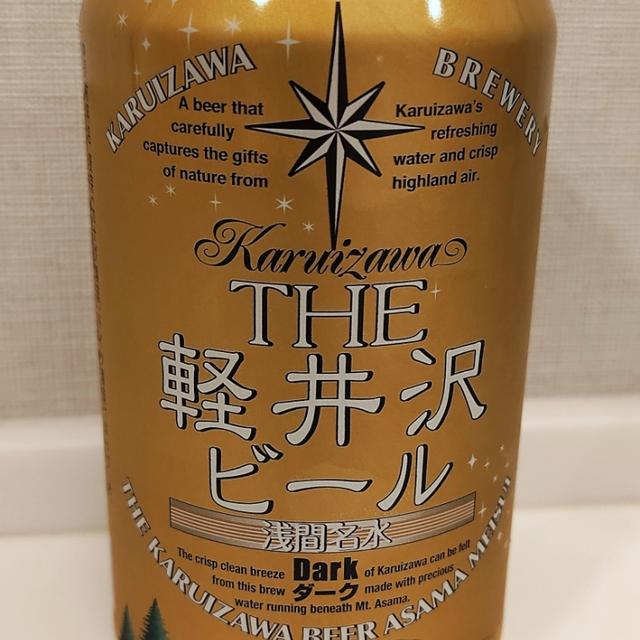 KARUIZAWA BREWERY
A beer that
carefully
captures the gifts
of nature from
Karuizawa's
refreshing
water and crisp
highland air.
Karuizawa
THE
軽井沢
ビール
浅間名水
The crisp clean breeze
from this brew
Dark
ダーク
of Karuizawa can be felt
made with precious
water running beneath Mt. Asama.
THE KARUIZAWA BEER ASAMA MEISUI